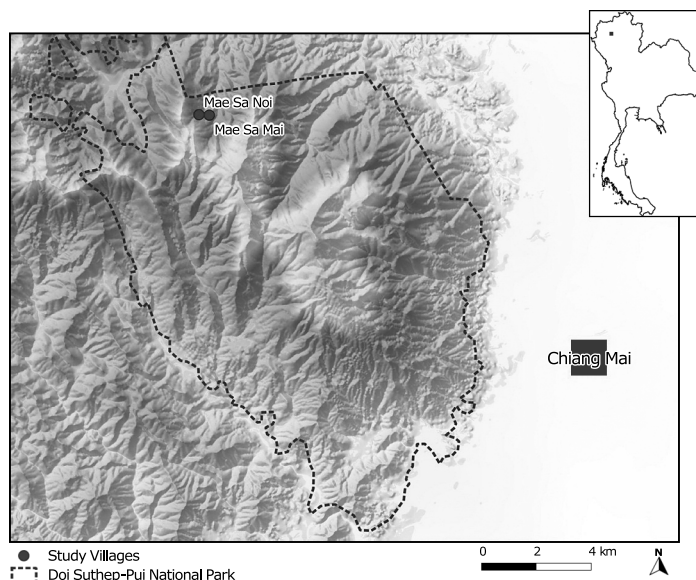 Mae Sa Noi
Mae Sa Mai
Chiang Mai
Study Villages
Doi Suthep-Pui National Park
0 2 4 km
N